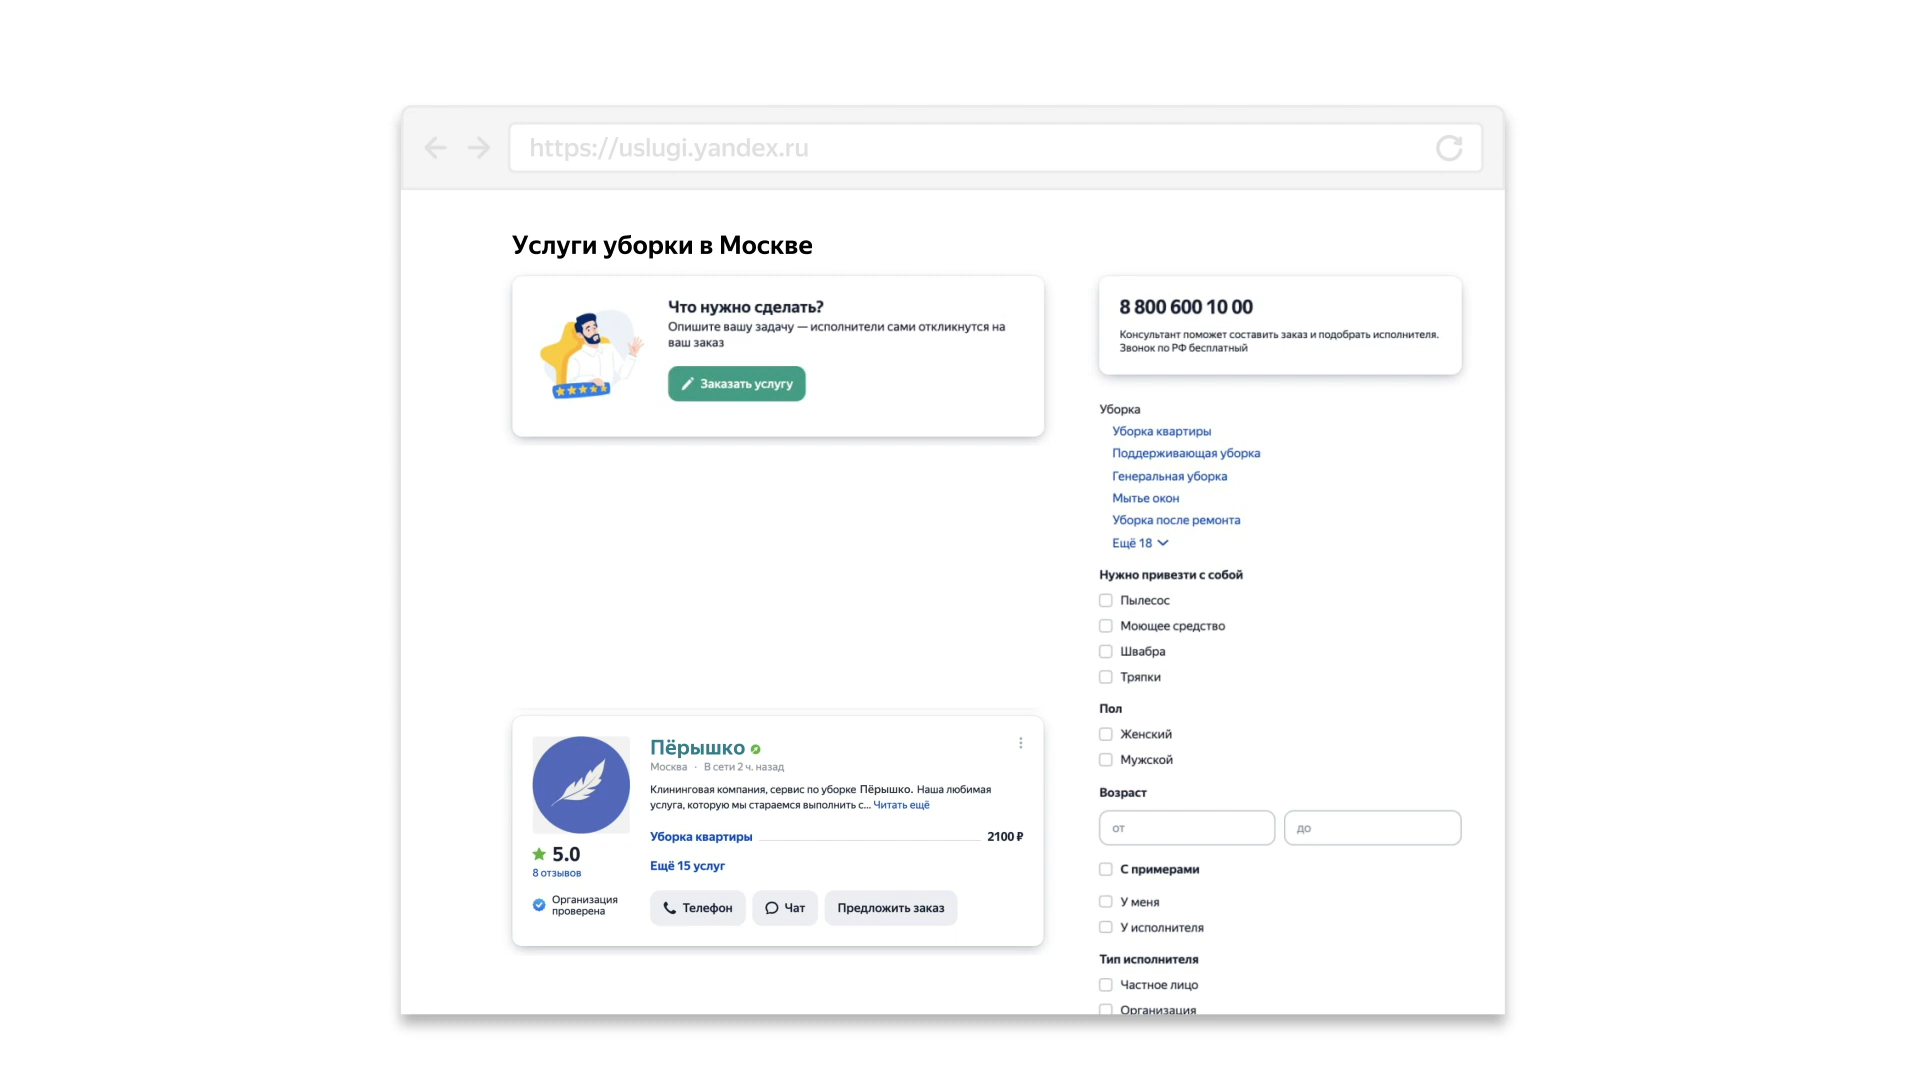 https://uslugi.yandex.ru
Услуги уборки в Москве
Что нужно сделать?
Опишите вашу задачу — исполнители сами откликнутся на
ваш заказ
Заказать услугу
Пёрышко
Москва · В сети 2 ч. назад
Клининговая компания, сервис по уборке Пёрышко. Наша любимая
услуга, которую мы стараемся выполнить с... Читать ещё
Уборка квартиры 2100 ₽
Ещё 15 услуг
5.0
8 отзывов
Организация
проверена
Телефон
Чат
Предложить заказ
8 800 600 10 00
Консультант поможет составить заказ и подобрать исполнителя.
Звонок по РФ бесплатный
Уборка
Уборка квартиры
Поддерживающая уборка
Генеральная уборка
Мытье окон
Уборка после ремонта
Ещё 18
Нужно привезти с собой
Пылесос
Моющее средство
Швабра
Тряпки
Пол
Женский
Мужской
Возраст
от
до
С примерами
У меня
У исполнителя
Тип исполнителя
Частное лицо
Организация